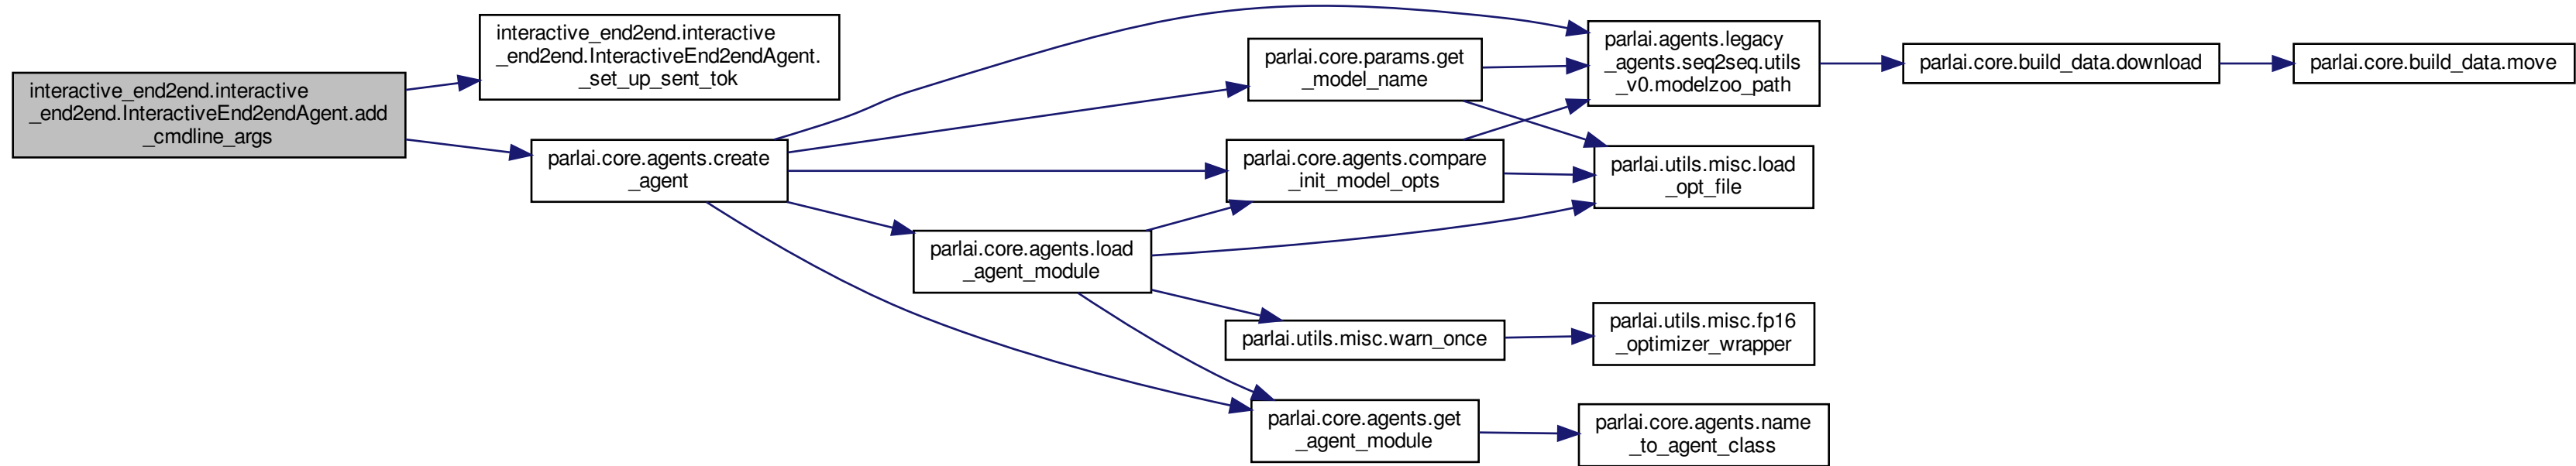 interactive_end2end.interactive
_end2end.InteractiveEnd2endAgent.add
_cmdline_args
interactive_end2end.interactive
_end2end.InteractiveEnd2endAgent.
_set_up_sent_tok
parlai.core.agents.create
_agent
parlai.core.agents.load
_agent_module
parlai.core.params.get
_model_name
parlai.core.agents.compare
_init_model_opts
parlai.utils.misc.warn_once
parlai.core.agents.get
_agent_module
parlai.agents.legacy
_agents.seq2seq.utils
_v0.modelzoo_path
parlai.utils.misc.load
_opt_file
parlai.utils.misc.fp16
_optimizer_wrapper
parlai.core.agents.name
_to_agent_class
parlai.core.build_data.download
parlai.core.build_data.move